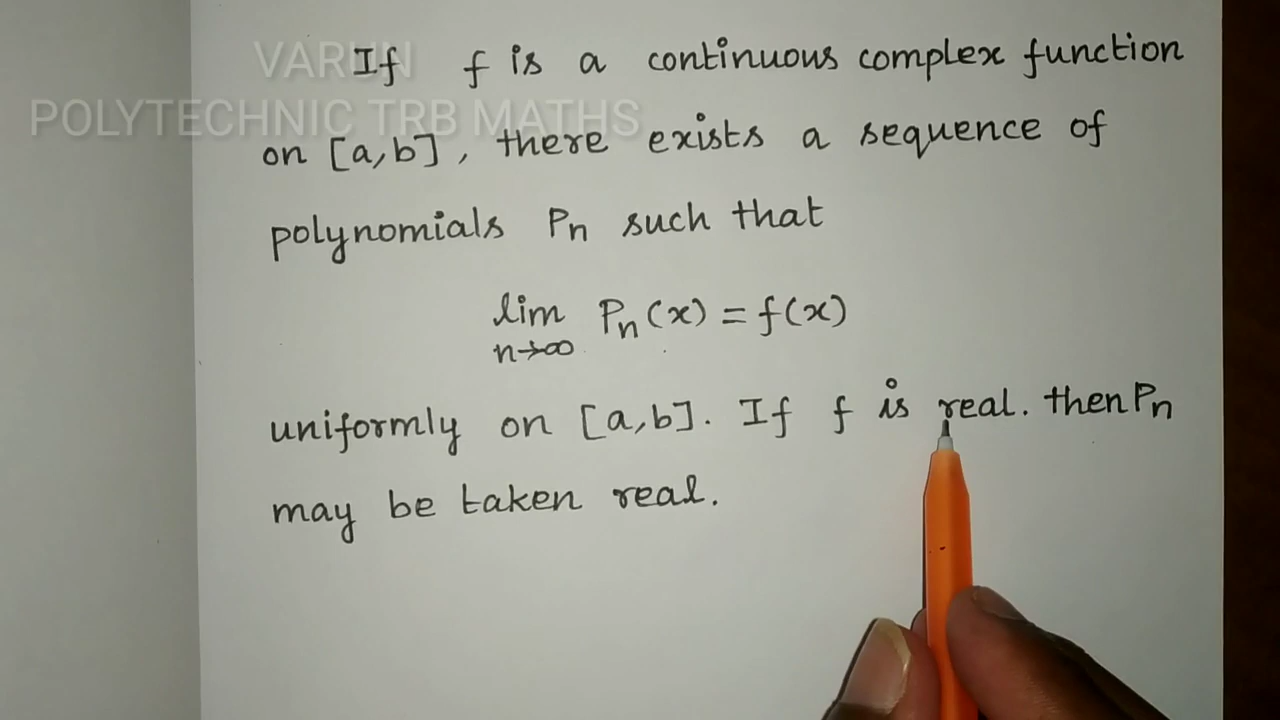 VARUN
POLYTECHNIC TRB MATHS
If f is a continuous complex function
on [a,b], there exists a sequence of
polynomials Pn such that
lim Pn(x) = f(x)
n→∞
uniformly on [a,b]. If f is real. then Pn
may be taken real.